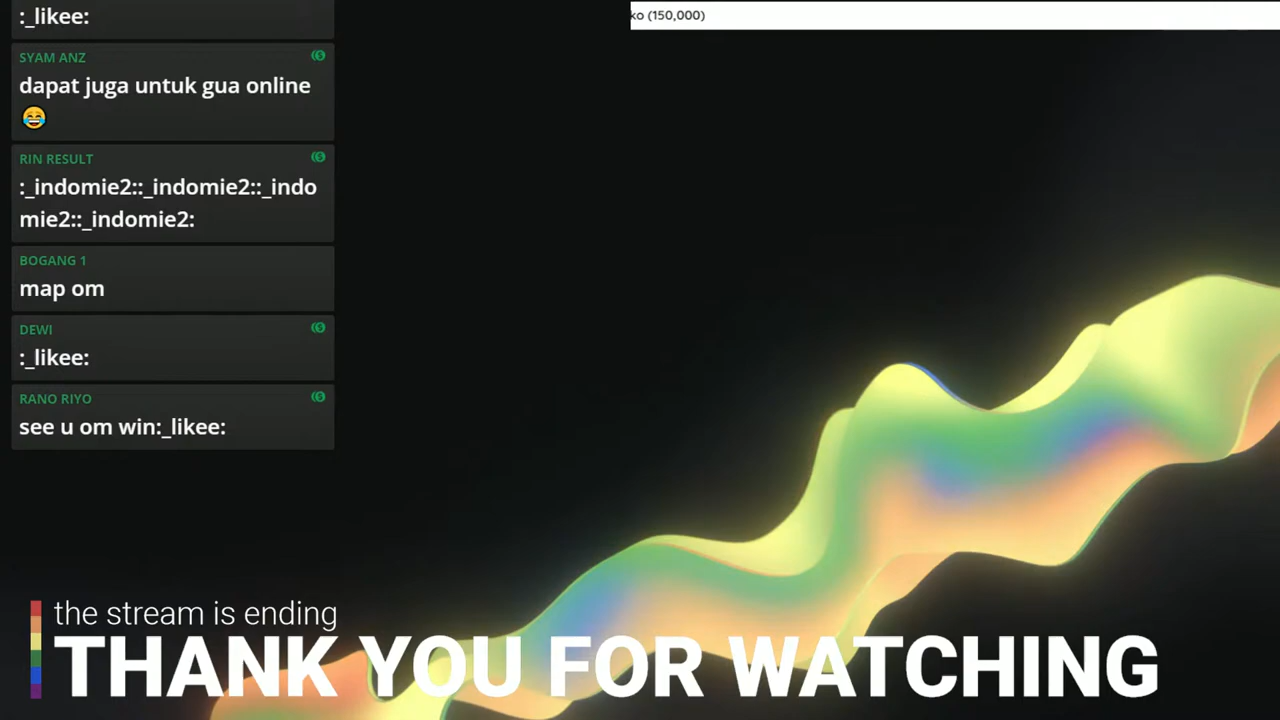 :_likee:
ko (150,000)
SYAM ANZ
dapat juga untuk gua online
😂
RIN RESULT
:_indomie2::_indomie2::_indo
mie2::_indomie2:
BOGANG 1
map om
DEWI
:_likee:
RANO RIYO
see u om win:_likee:
the stream is ending
THANK YOU FOR WATCHING